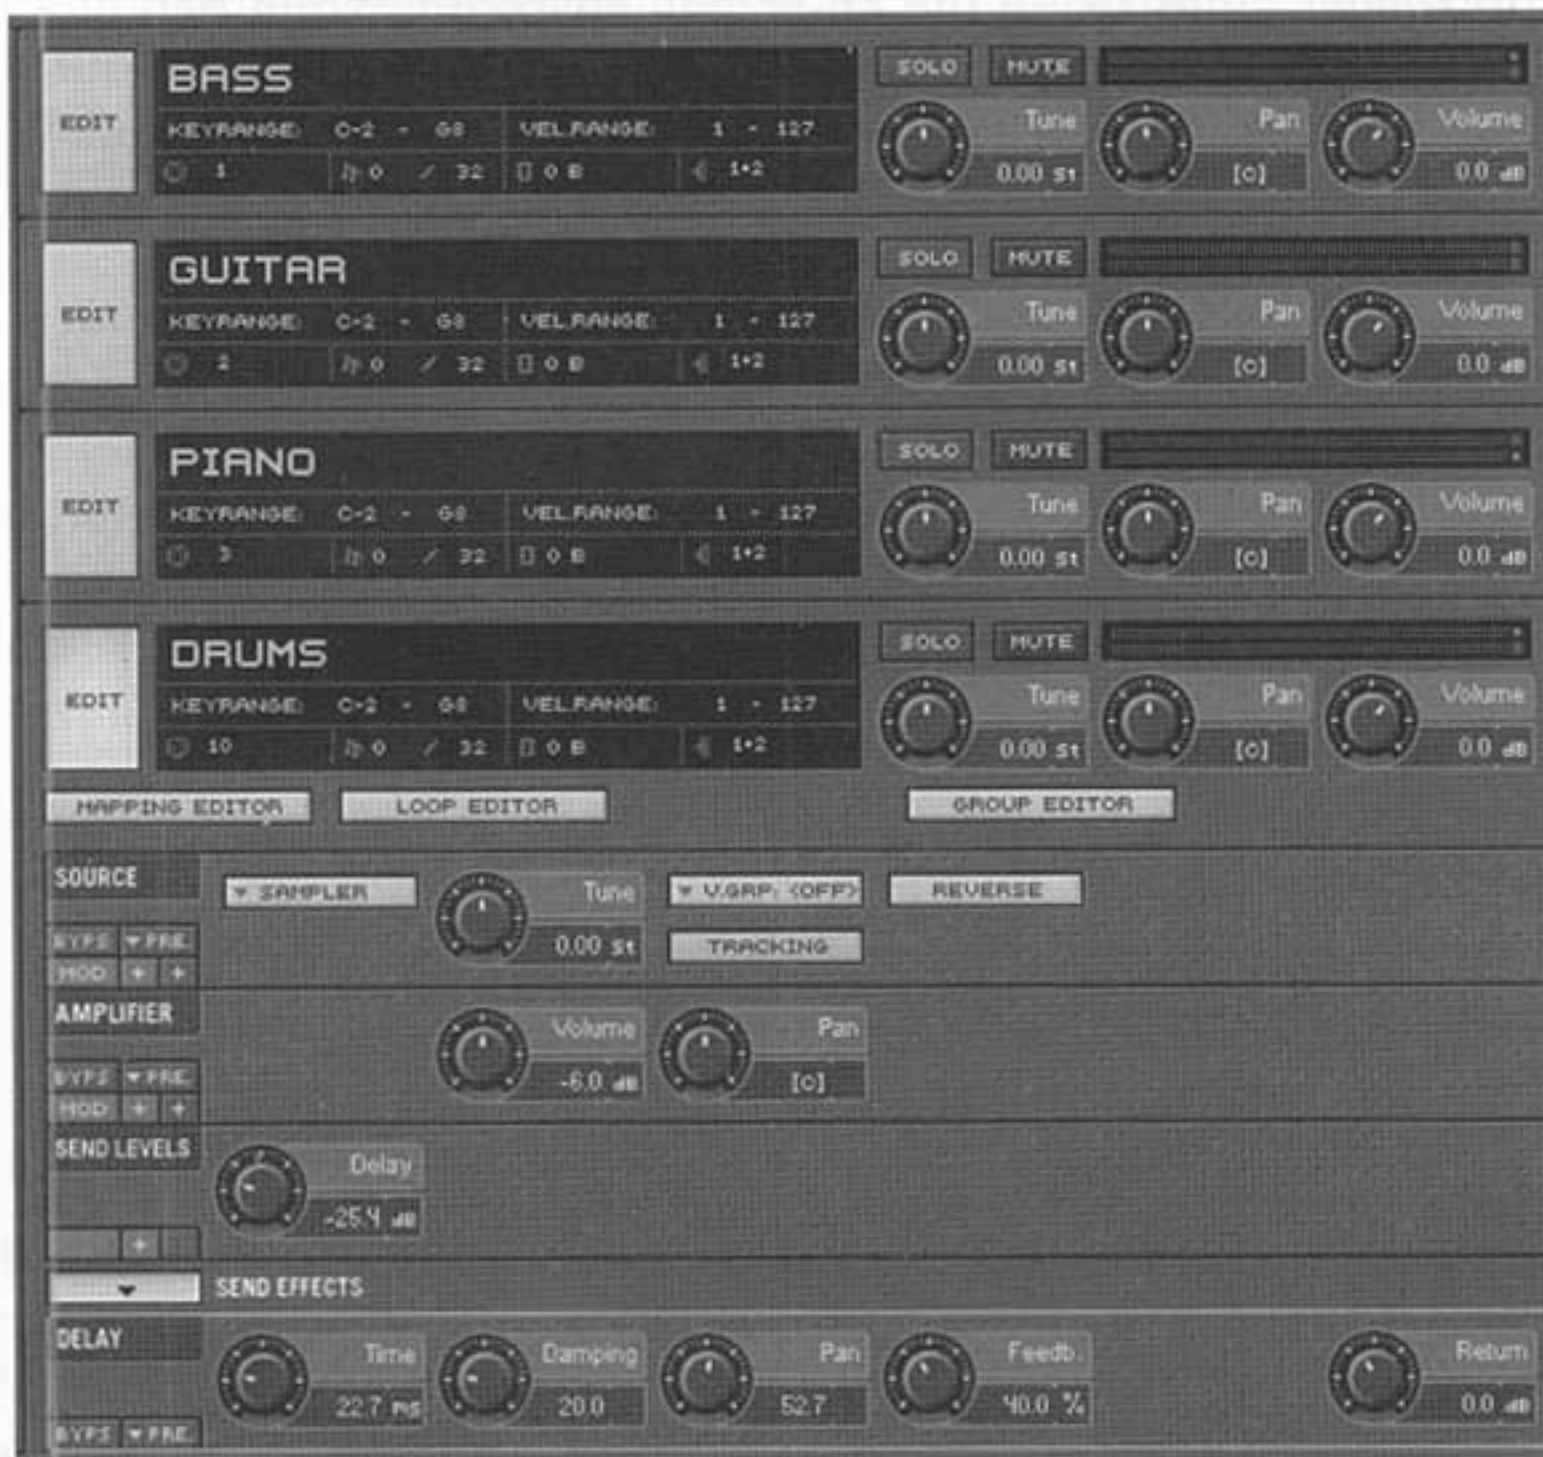 BASS SOLO MUTE
EDIT
KEYRANGE: C-2 - G8 VEL.RANGE: 1 - 127 Tune Pan Volume
1 0 32 0 B 1+2 0.00 st [C] 0.0 dB
GUITAR SOLO MUTE
EDIT
KEYRANGE: C-2 - G8 VEL.RANGE: 1 - 127 Tune Pan Volume
2 0 32 0 B 1+2 0.00 st [C] 0.0 dB
PIANO SOLO MUTE
EDIT
KEYRANGE: C-2 - G8 VEL.RANGE: 1 - 127 Tune Pan Volume
3 0 32 0 B 1+2 0.00 st [C] 0.0 dB
DRUMS SOLO MUTE
EDIT
KEYRANGE: C-2 - G8 VEL.RANGE: 1 - 127 Tune Pan Volume
10 0 32 0 B 1+2 0.00 st [C] 0.0 dB
MAPPING EDITOR LOOP EDITOR GROUP EDITOR
SOURCE SAMPLER Tune V.GRP: (OFF) REVERSE
BYPS PRE. 0.00 st TRACKING
MOD + +
AMPLIFIER Volume Pan
BYPS PRE. -6.0 dB [C]
MOD + +
SEND LEVELS Delay
-25.4 dB
+
SEND EFFECTS
DELAY Time Damping Pan Feedb. Return
22.7 ms 20.0 52.7 40.0 % 0.0 dB
BYPS PRE.